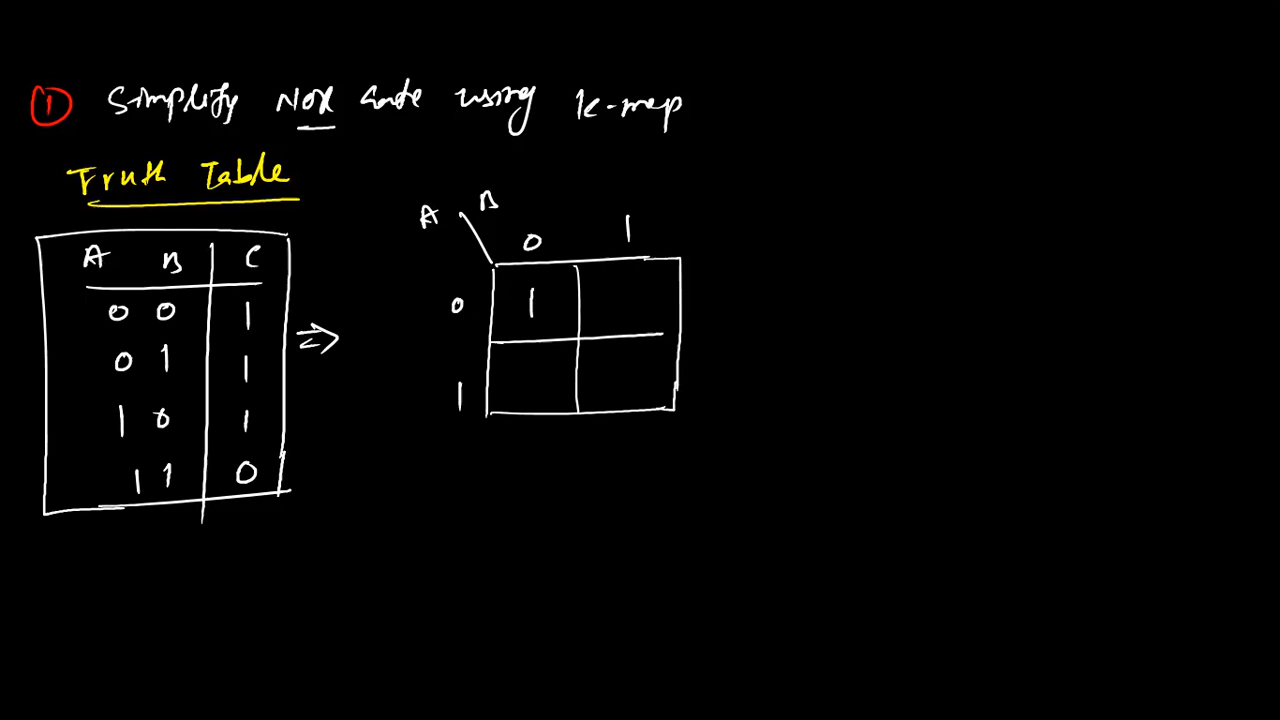 ① Simplify NOR Gate using K-map
Truth Table
A B C
0 0 1
0 1 1
1 0 1
1 1 0
⇒
A \ B
0 1
0 1
1